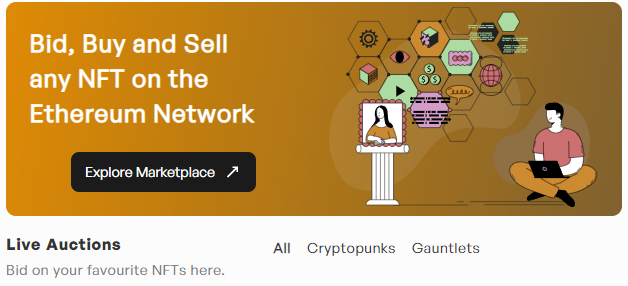 Bid, Buy and Sell
any NFT on the
Ethereum Network
Explore Marketplace
Live Auctions
All Cryptopunks Gauntlets
Bid on your favourite NFTs here.